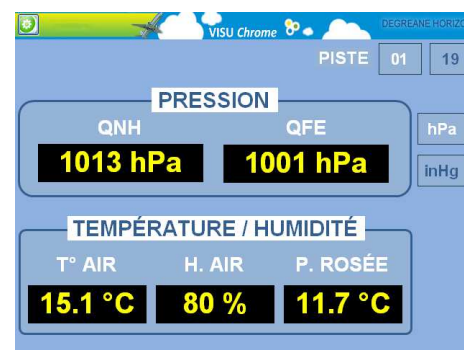 VISU Chrome
DEGREANE HORIZO
PISTE 01 19
PRESSION
QNH QFE
1013 hPa 1001 hPa
hPa
inHg
TEMPÉRATURE / HUMIDITÉ
T° AIR H. AIR P. ROSÉE
15.1 °C 80 % 11.7 °C